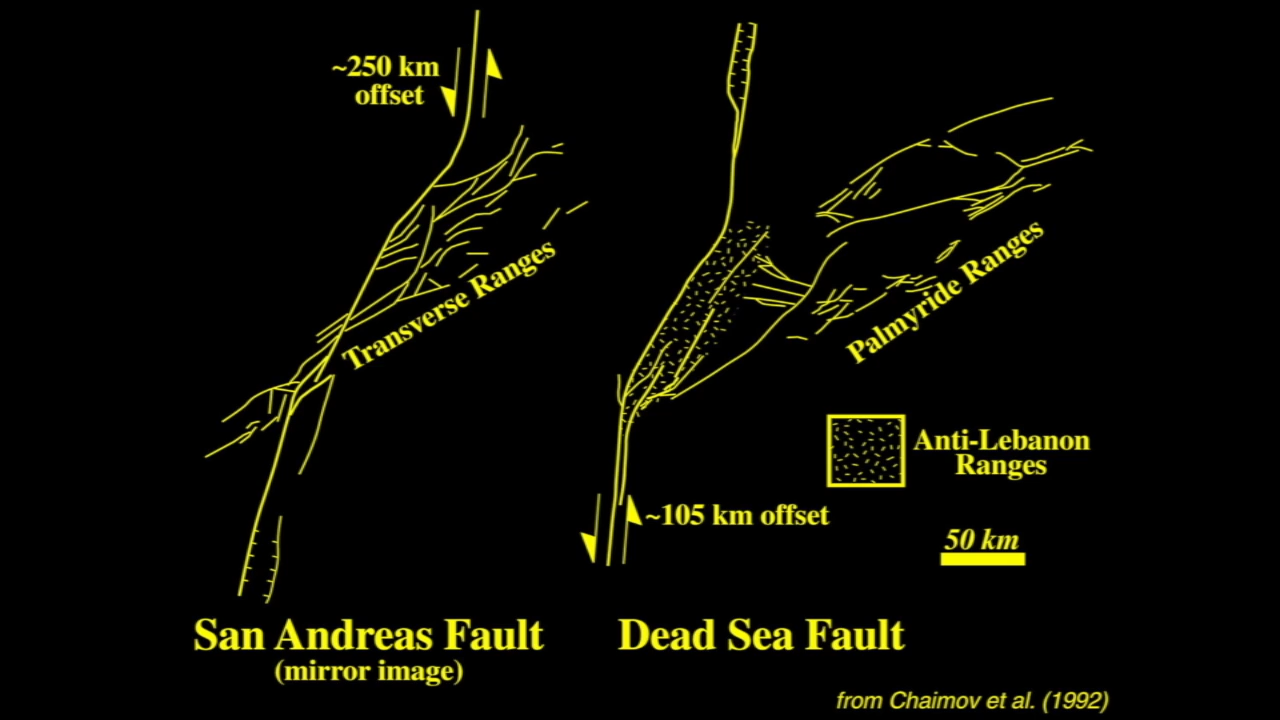 ~250 km
offset
Transverse Ranges
Palmyride Ranges
Anti-Lebanon
Ranges
~105 km offset
50 km
San Andreas Fault
(mirror image)
Dead Sea Fault
from Chaimov et al. (1992)